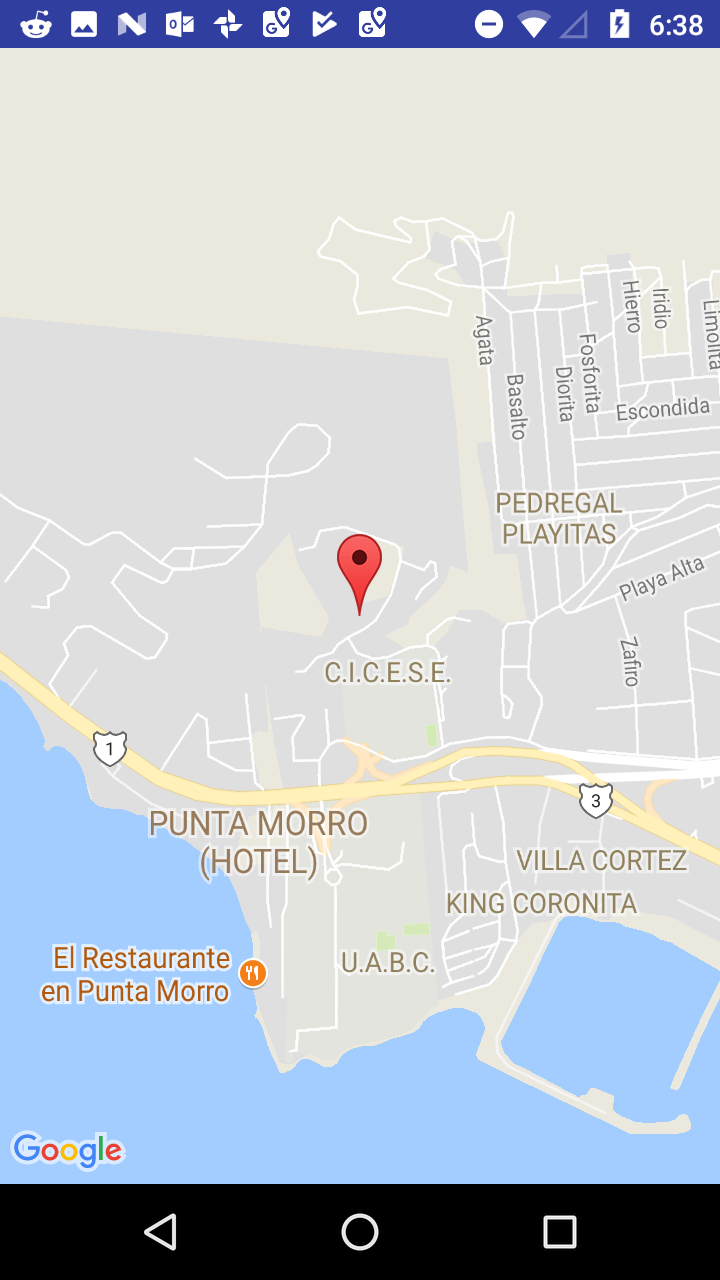 6:38
Agata
Basalto
Diorita
Fosforita
Hierro
Iridio
Limolita
Escondida
PEDREGAL
PLAYITAS
Playa Alta
Zafiro
C.I.C.E.S.E.
1
3
PUNTA MORRO
(HOTEL)
VILLA CORTEZ
KING CORONITA
El Restaurante
en Punta Morro
U.A.B.C.
Google